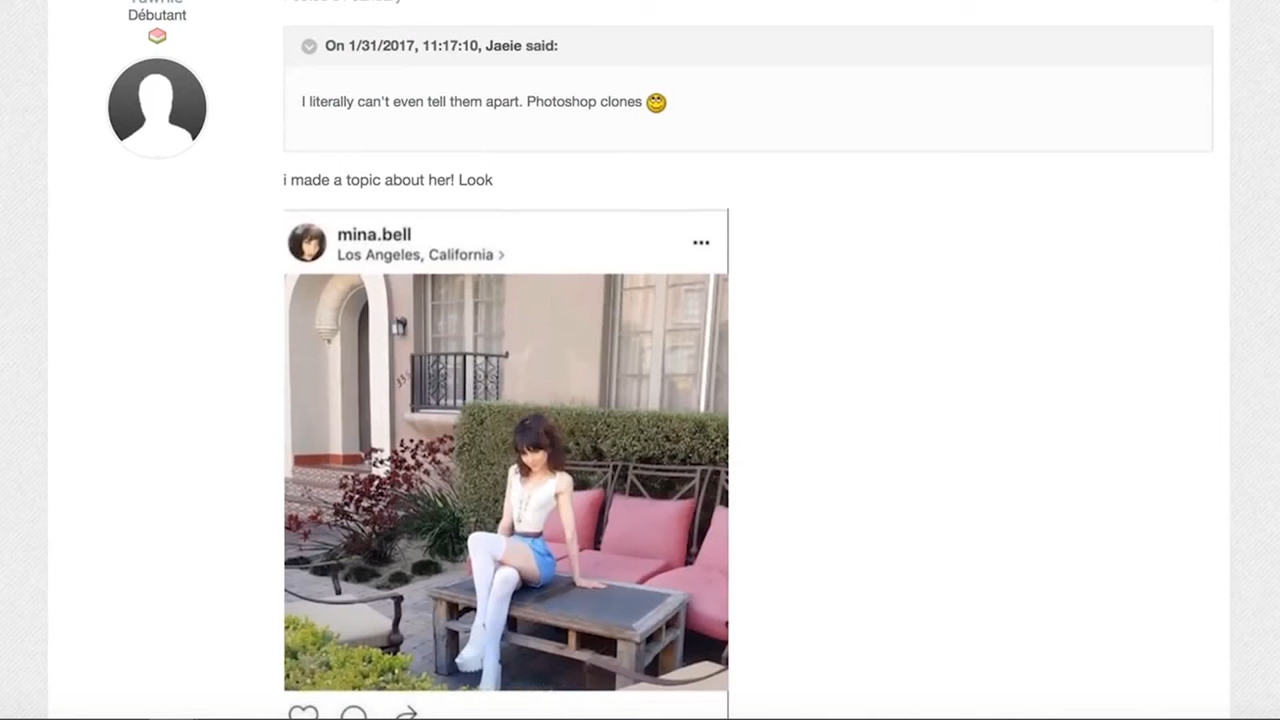 Débutant
On 1/31/2017, 11:17:10, Jaeie said:
I literally can't even tell them apart. Photoshop clones
i made a topic about her! Look
mina.bell
Los Angeles, California